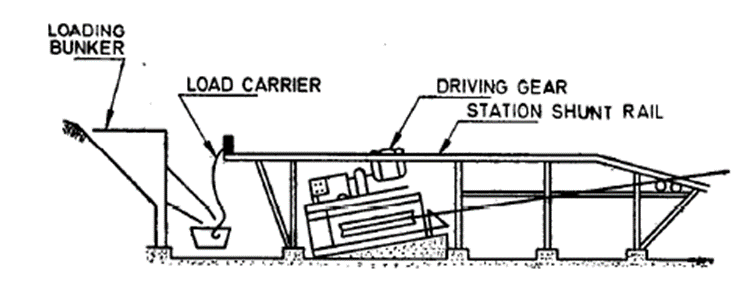 LOADING
BUNKER
LOAD CARRIER
DRIVING GEAR
STATION SHUNT RAIL